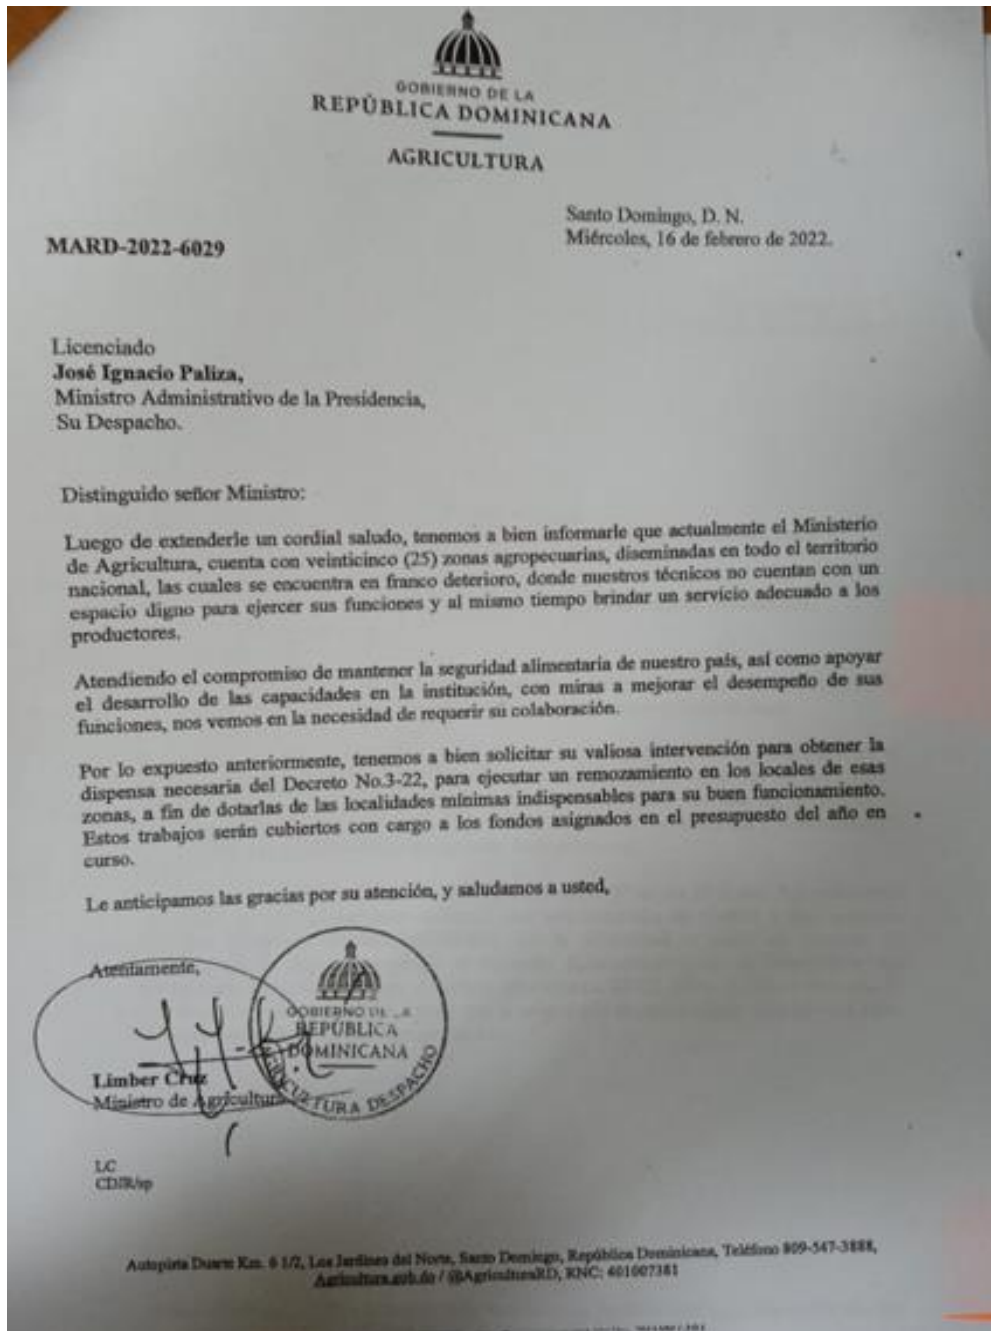 GOBIERNO DE LA
REPÚBLICA DOMINICANA
AGRICULTURA
Santo Domingo, D. N.
Miércoles, 16 de febrero de 2022.
MARD-2022-6029
Licenciado
José Ignacio Paliza,
Ministro Administrativo de la Presidencia,
Su Despacho.
Distinguido señor Ministro:
Luego de extenderle un cordial saludo, tenemos a bien informarle que actualmente el Ministerio
de Agricultura, cuenta con veinticinco (25) zonas agropecuarias, diseminadas en todo el territorio
nacional, las cuales se encuentra en franco deterioro, donde nuestros técnicos no cuentan con un
espacio digno para ejercer sus funciones y al mismo tiempo brindar un servicio adecuado a los
productores.
Atendiendo el compromiso de mantener la seguridad alimentaria de nuestro país, así como apoyar
el desarrollo de las capacidades en la institución, con miras a mejorar el desempeño de sus
funciones, nos vemos en la necesidad de requerir su colaboración.
Por lo expuesto anteriormente, tenemos a bien solicitar su valiosa intervención para obtener la
dispensa necesaria del Decreto No.3-22, para ejecutar un remozamiento en los locales de esas
zonas, a fin de dotarlas de las localidades mínimas indispensables para su buen funcionamiento.
Estos trabajos serán cubiertos con cargo a los fondos asignados en el presupuesto del año en
curso.
Le anticipamos las gracias por su atención, y saludamos a usted,
Atentamente,
GOBIERNO DE LA
REPÚBLICA
DOMINICANA
AGRICULTURA DESPACHO
Limber Cruz
Ministro de Agricultura
LC
CDJR/sp
Autopista Duarte Km. 6 1/2, Los Jardines del Norte, Santo Domingo, República Dominicana, Teléfono 809-547-3888,
Agricultura.gob.do / @AgriculturaRD, RNC: 401007381